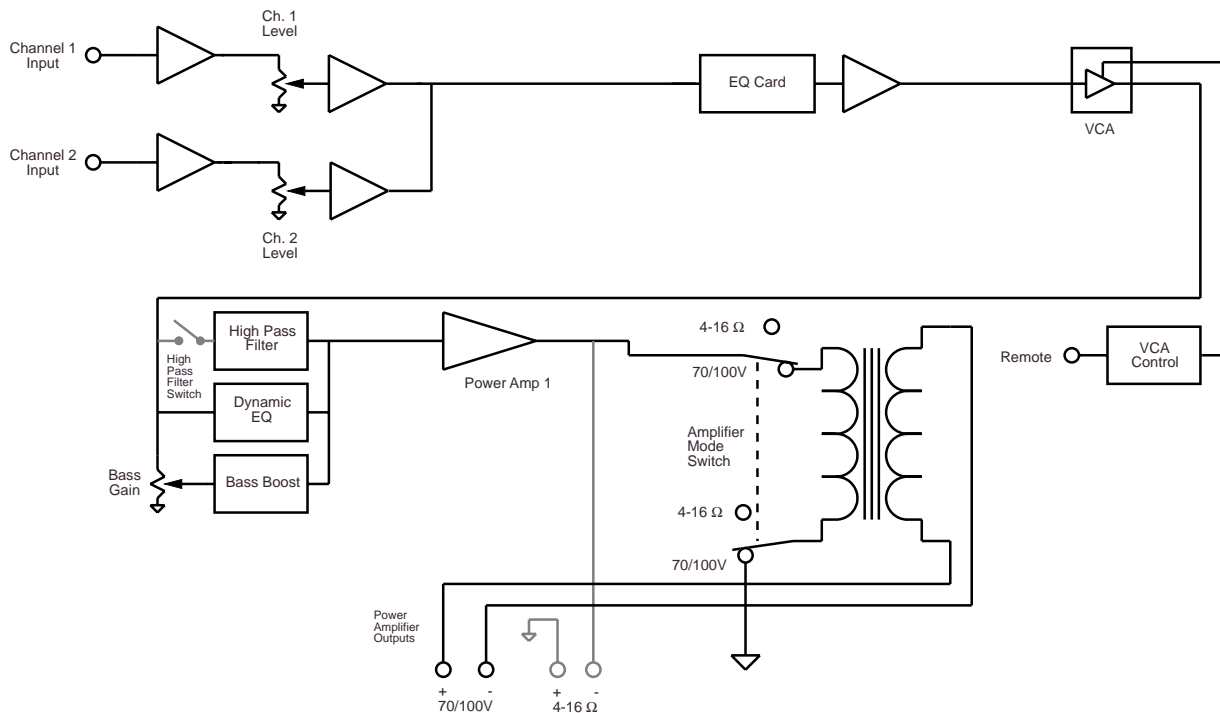 Ch. 1
Level
Channel 1
Input
EQ Card
VCA
Channel 2
Input
Ch. 2
Level
High Pass
Filter
High
Pass
Filter
Switch
Power Amp 1
4-16 Ω
70/100V
Remote
VCA
Control
Dynamic
EQ
Amplifier
Mode
Switch
Bass
Gain
Bass Boost
4-16 Ω
70/100V
Power
Amplifier
Outputs
+ - + -
70/100V 4-16 Ω